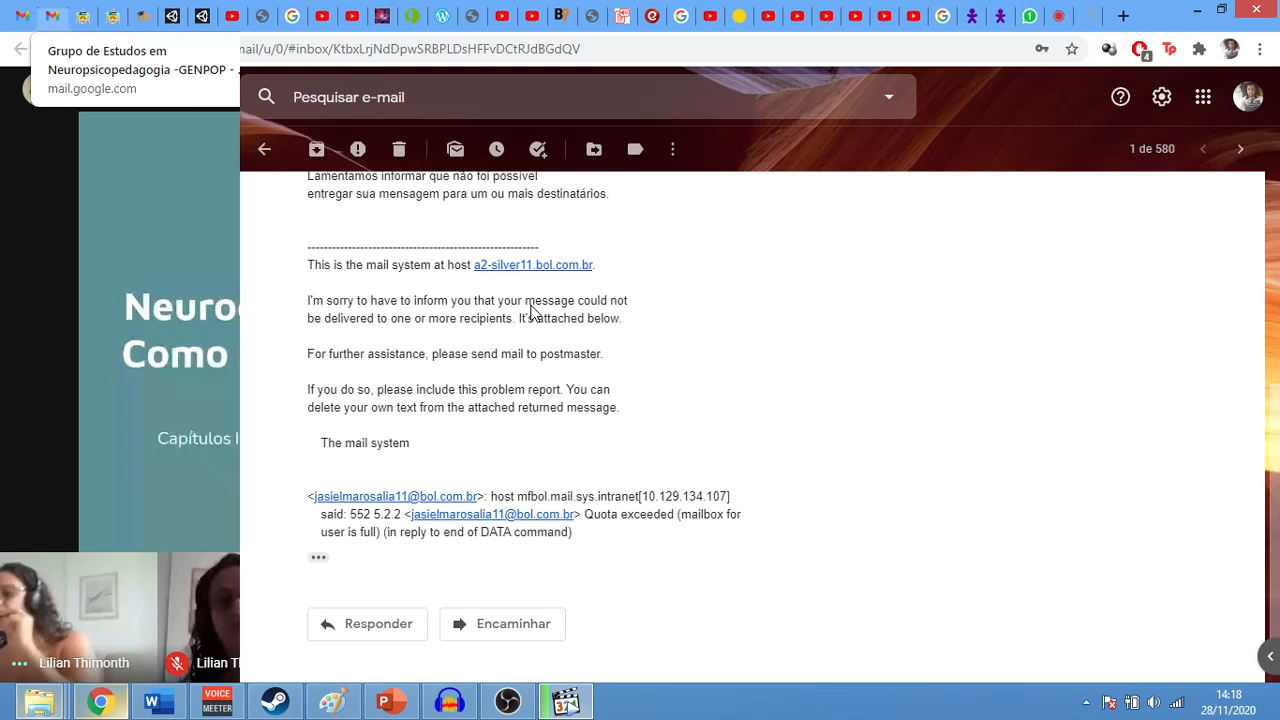 Grupo de Estudos em
Neuropsicopedagogia -GENPOP - ...
mail.google.com
mail/u/0/#inbox/KtbxLrjNdDpwSRBPLDsHFFvDCtRJdBGdQV
4
Pesquisar e-mail
1 de 580
Lamentamos informar que não foi possível
entregar sua mensagem para um ou mais destinatários.
---------------------------------------------------------
This is the mail system at host a2-silver11.bol.com.br.
I'm sorry to have to inform you that your message could not
be delivered to one or more recipients. It's attached below.
For further assistance, please send mail to postmaster.
If you do so, please include this problem report. You can
delete your own text from the attached returned message.
The mail system
<jasielmarosalia11@bol.com.br>: host mfbol.mail.sys.intranet[10.129.134.107]
said: 552 5.2.2 <jasielmarosalia11@bol.com.br> Quota exceeded (mailbox for
user is full) (in reply to end of DATA command)
Responder
Encaminhar
Neuro
Como
Capítulos I
Lilian Thimonth
Lilian Th
VOICE
MEETER
14:18
28/11/2020